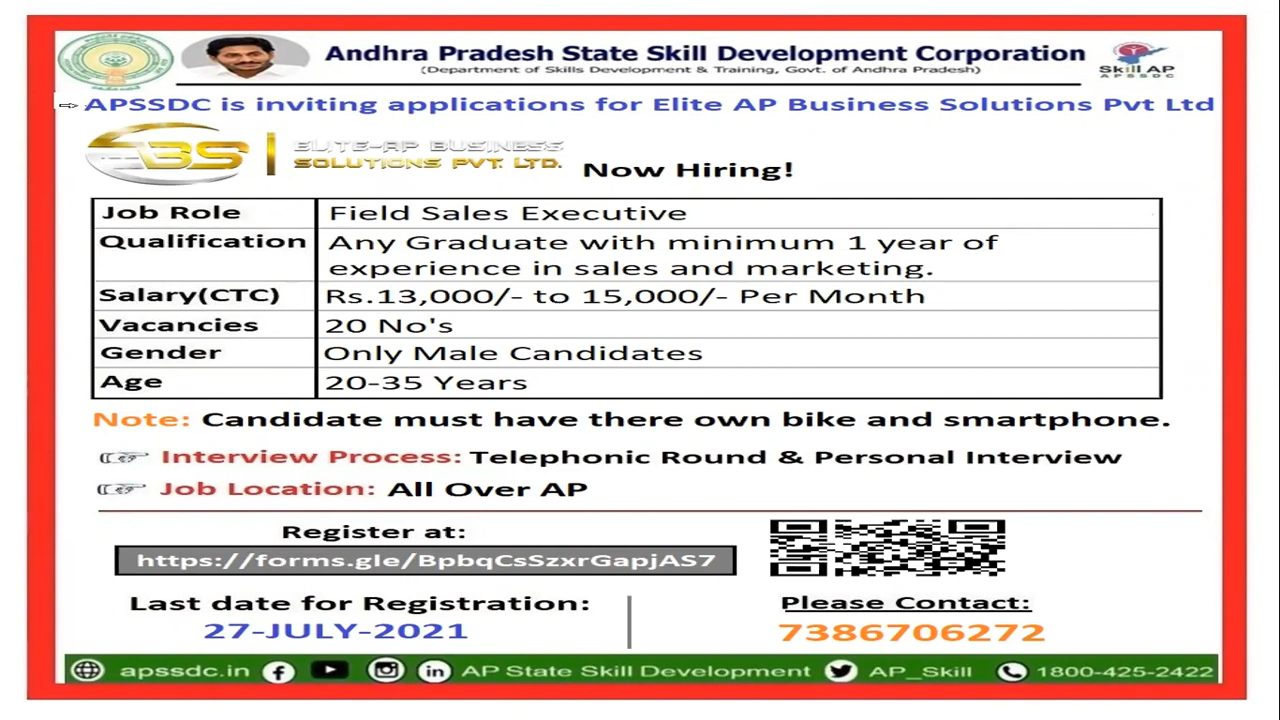 Andhra Pradesh State Skill Development Corporation
(Department of Skills Development & Training, Govt. of Andhra Pradesh)
Skill AP
APSSDC
⇨ APSSDC is inviting applications for Elite AP Business Solutions Pvt Ltd
EBS
ELITE-AP BUSINESS
SOLUTIONS PVT. LTD.
Now Hiring!
Job Role Field Sales Executive
Qualification Any Graduate with minimum 1 year of
experience in sales and marketing.
Salary(CTC) Rs.13,000/- to 15,000/- Per Month
Vacancies 20 No's
Gender Only Male Candidates
Age 20-35 Years
Note: Candidate must have there own bike and smartphone.
Interview Process: Telephonic Round & Personal Interview
Job Location: All Over AP
Register at:
https://forms.gle/BpbqCsSzxrGapjAS7
Last date for Registration:
27-JULY-2021
Please Contact:
7386706272
apssdc.in AP State Skill Development AP_Skill 1800-425-2422